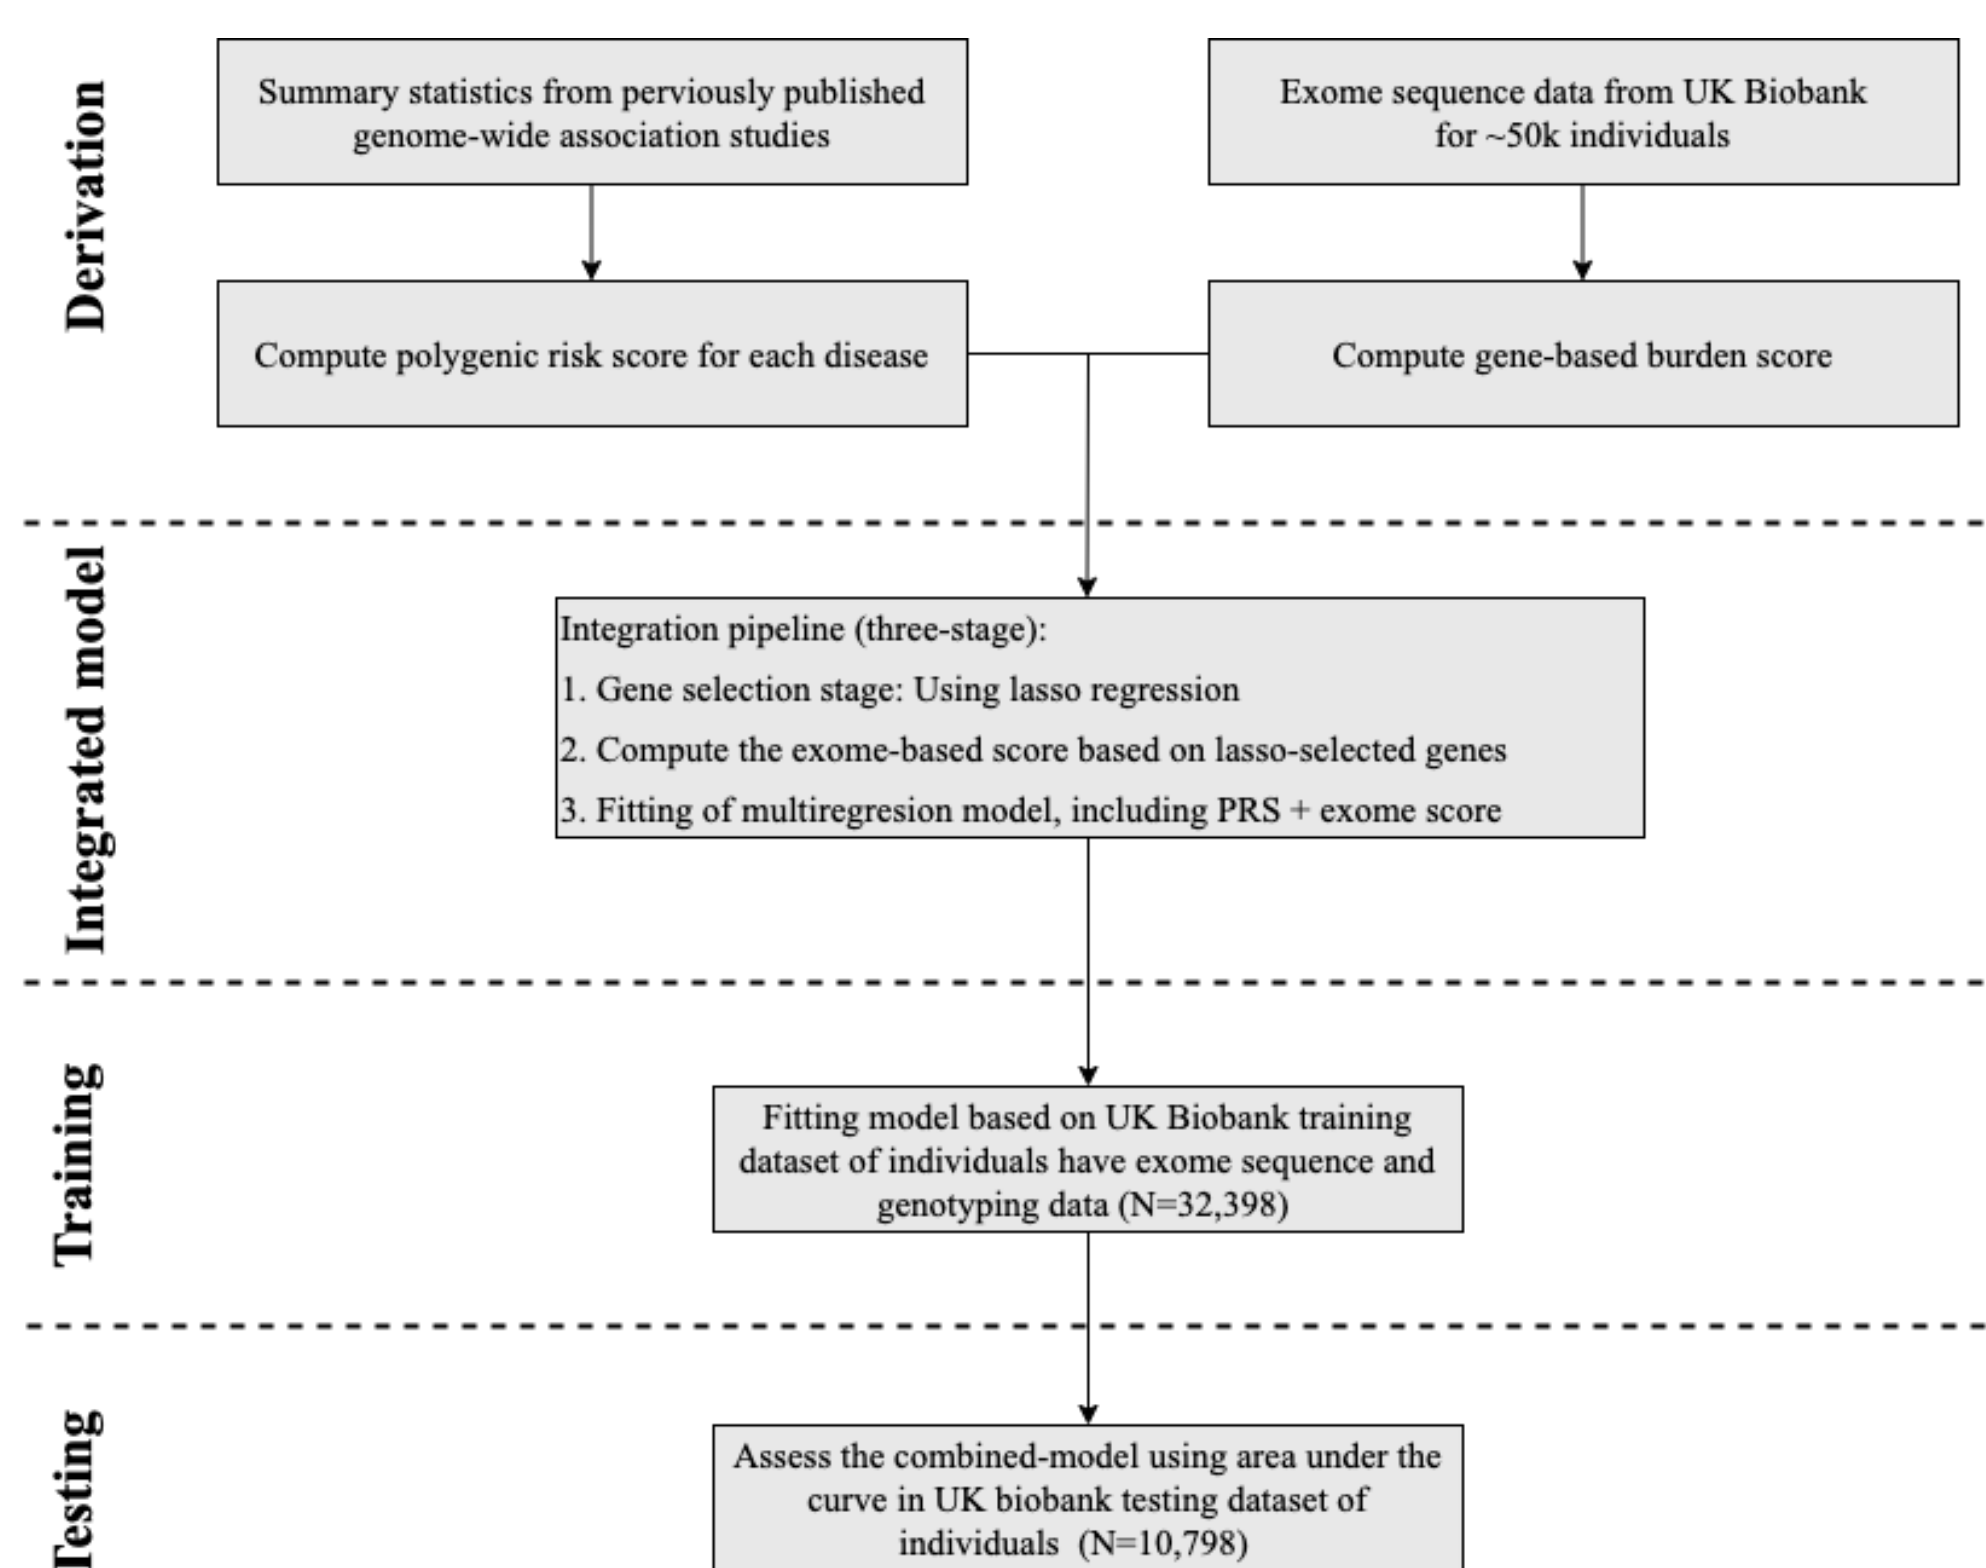 Derivation
Summary statistics from perviously published
genome-wide association studies
Exome sequence data from UK Biobank
for ~50k individuals
Compute polygenic risk score for each disease
Compute gene-based burden score
Integrated model
Integration pipeline (three-stage):
1. Gene selection stage: Using lasso regression
2. Compute the exome-based score based on lasso-selected genes
3. Fitting of multiregresion model, including PRS + exome score
Training
Fitting model based on UK Biobank training
dataset of individuals have exome sequence and
genotyping data (N=32,398)
Testing
Assess the combined-model using area under the
curve in UK biobank testing dataset of
individuals (N=10,798)